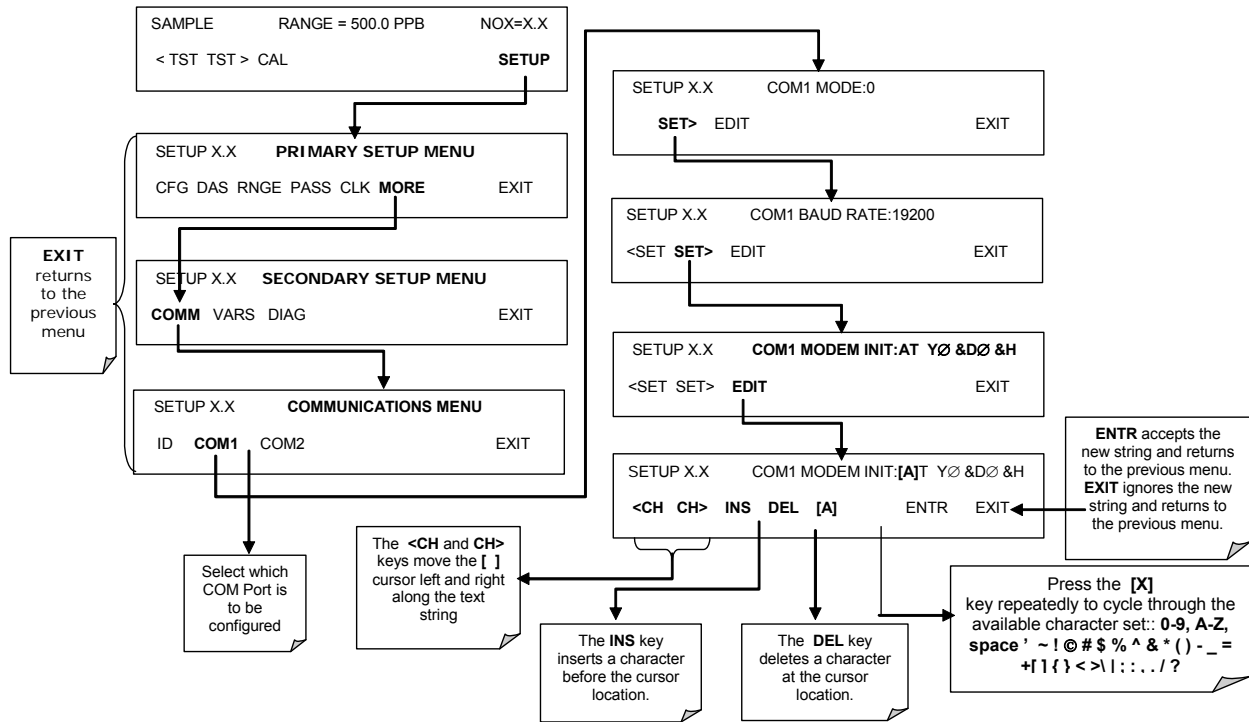 SAMPLE RANGE = 500.0 PPB NOX=X.X
< TST TST > CAL SETUP
SETUP X.X PRIMARY SETUP MENU
CFG DAS RNGE PASS CLK MORE EXIT
EXIT
returns
to the
previous
menu
SETUP X.X SECONDARY SETUP MENU
COMM VARS DIAG EXIT
SETUP X.X COMMUNICATIONS MENU
ID COM1 COM2 EXIT
Select which
COM Port is
to be
configured
SETUP X.X COM1 MODE:0
SET> EDIT EXIT
SETUP X.X COM1 BAUD RATE:19200
<SET SET> EDIT EXIT
SETUP X.X COM1 MODEM INIT:AT Y∅ &D∅ &H
<SET SET> EDIT EXIT
SETUP X.X COM1 MODEM INIT:[A]T Y∅ &D∅ &H
<CH CH> INS DEL [A] ENTR EXIT
ENTR accepts the
new string and returns
to the previous menu.
EXIT ignores the new
string and returns to
the previous menu.
The <CH and CH>
keys move the [ ]
cursor left and right
along the text
string
The INS key
inserts a character
before the cursor
location.
The DEL key
deletes a character
at the cursor
location.
Press the [X]
key repeatedly to cycle through the
available character set:: 0-9, A-Z,
space ' ~ ! © # $ % ^ & * ( ) - _ =
+[ ] { } < >\ | ; : , . / ?